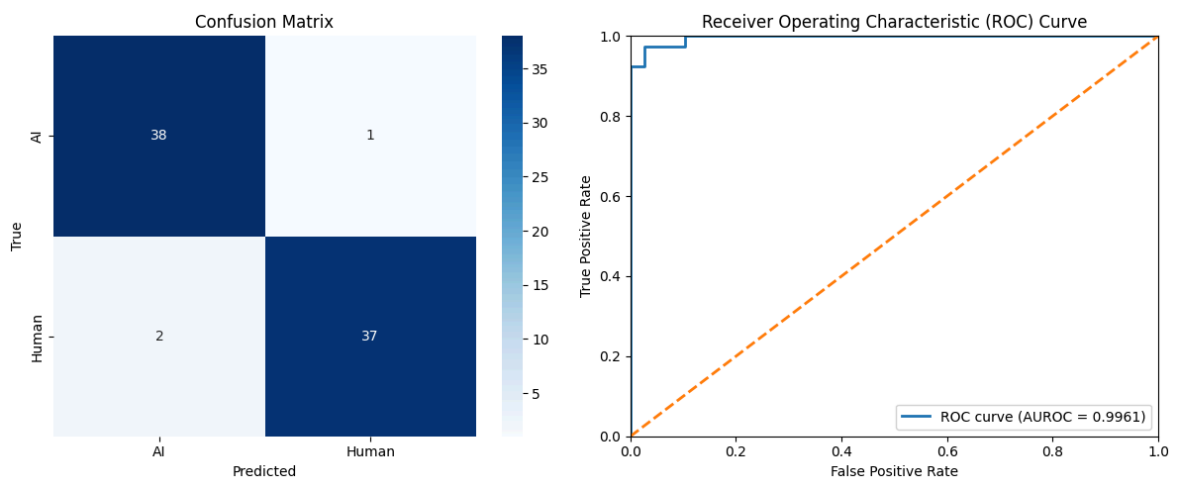 Confusion Matrix
AI
Human
True
38
1
2
37
AI
Human
Predicted
35
30
25
20
15
10
5
Receiver Operating Characteristic (ROC) Curve
1.0
0.8
0.6
0.4
0.2
0.0
True Positive Rate
ROC curve (AUROC = 0.9961)
0.0 0.2 0.4 0.6 0.8 1.0
False Positive Rate